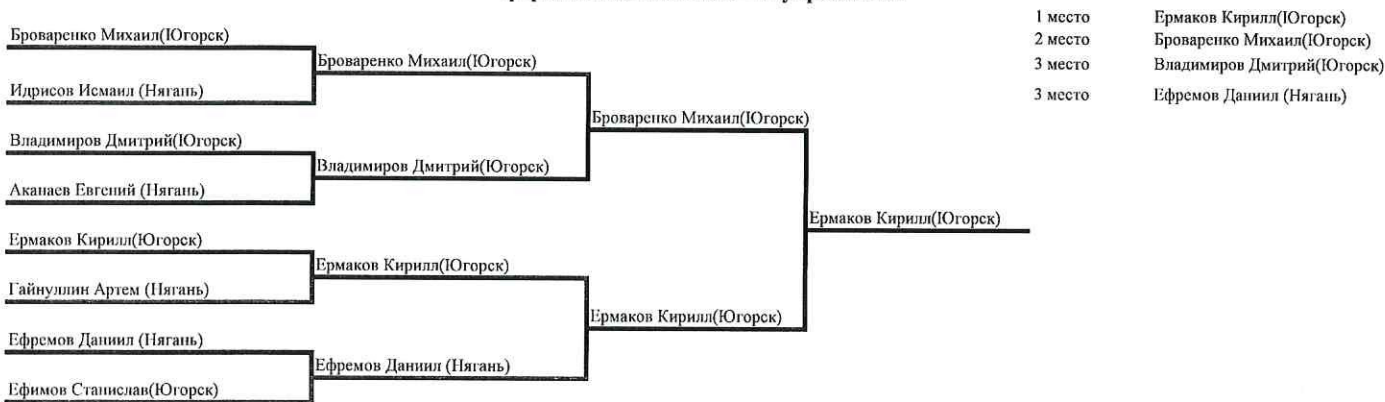 Броваренко Михаил(Югорск)
Идрисов Исмаил (Нягань)
Владимиров Дмитрий(Югорск)
Аканаев Евгений (Нягань)
Ермаков Кирилл(Югорск)
Гайнуллин Артем (Нягань)
Ефремов Даниил (Нягань)
Ефимов Станислав(Югорск)
Броваренко Михаил(Югорск)
Владимиров Дмитрий(Югорск)
Ермаков Кирилл(Югорск)
Ефремов Даниил (Нягань)
Броваренко Михаил(Югорск)
Ермаков Кирилл(Югорск)
Ермаков Кирилл(Югорск)
1 место Ермаков Кирилл(Югорск)
2 место Броваренко Михаил(Югорск)
3 место Владимиров Дмитрий(Югорск)
3 место Ефремов Даниил (Нягань)